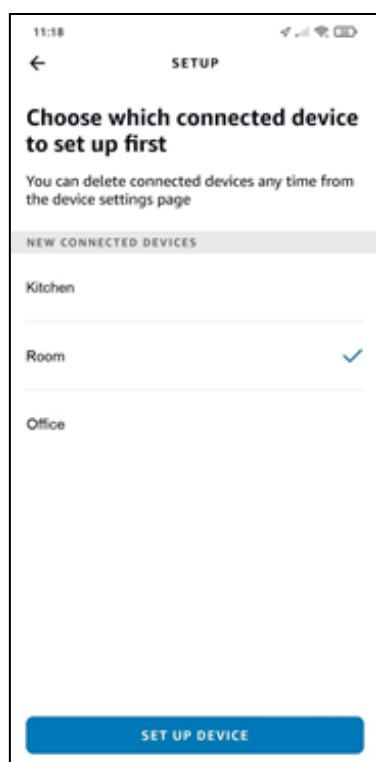 11:18
SETUP
Choose which connected device
to set up first
You can delete connected devices any time from
the device settings page
NEW CONNECTED DEVICES
Kitchen
Room
Office
SET UP DEVICE